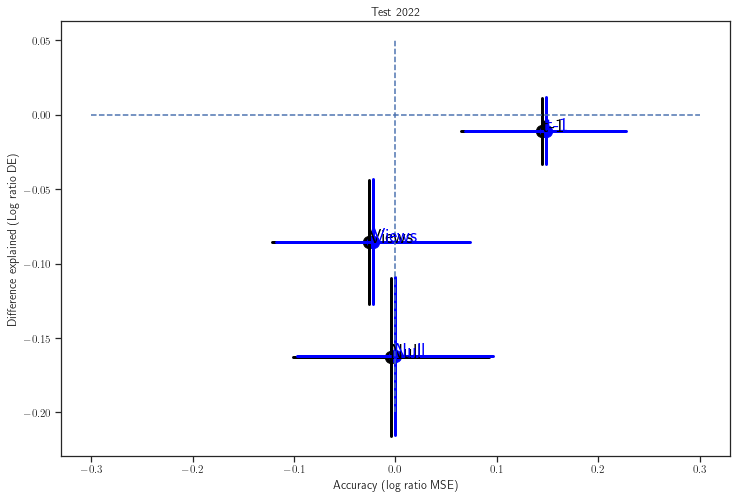 Test 2022
0.05
0.00
t-1
−0.05
Views
−0.10
−0.15
Null
−0.20
Difference explained (Log ratio DE)
−0.3
−0.2
−0.1
0.0
0.1
0.2
0.3
Accuracy (log ratio MSE)